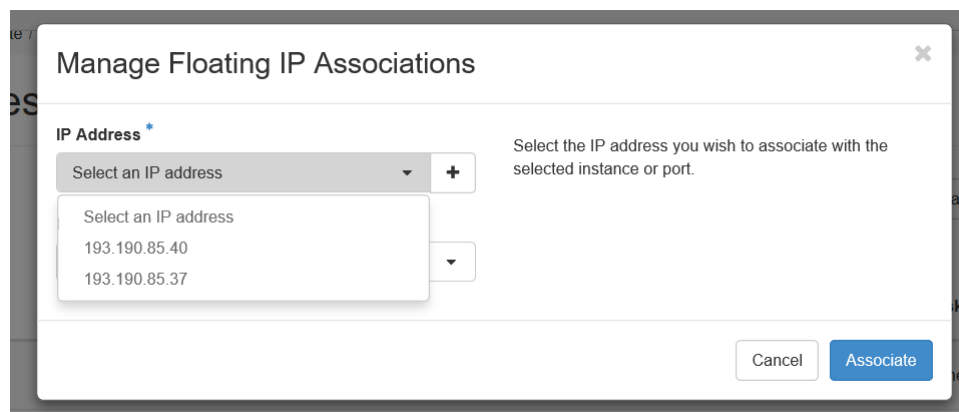 Manage Floating IP Associations
×
IP Address *
Select an IP address
+
Select an IP address
193.190.85.40
193.190.85.37
Select the IP address you wish to associate with the
selected instance or port.
Cancel
Associate